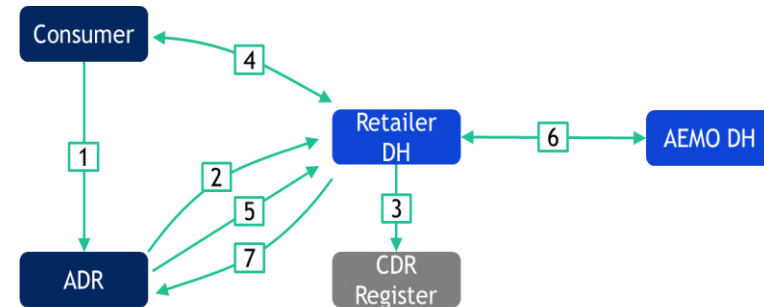 Consumer
4
Retailer
DH
6
AEMO DH
1
2
5
3
7
ADR
CDR
Register